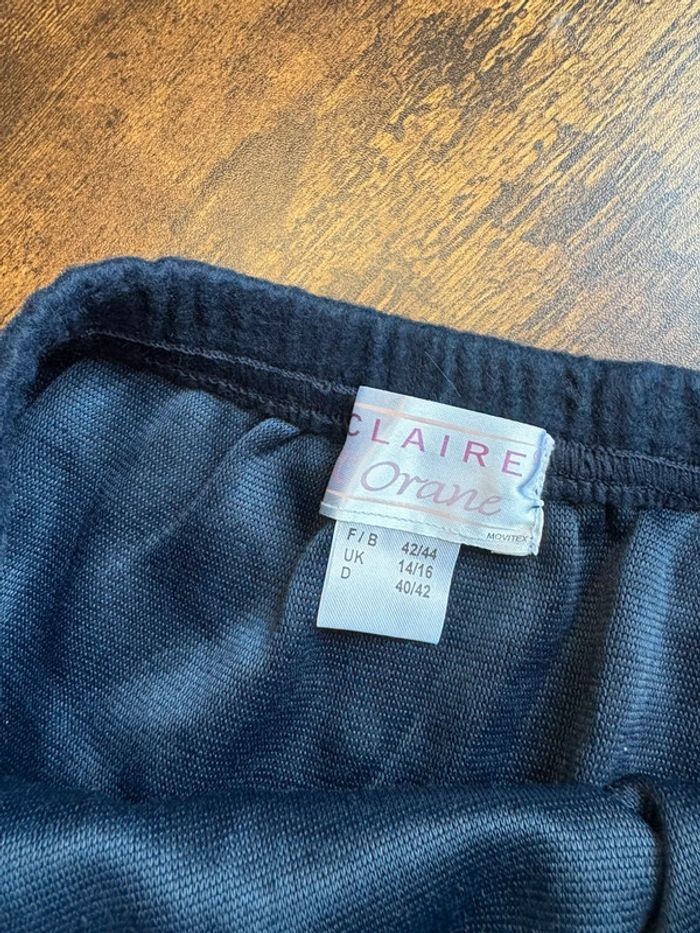 CLAIRE
Orane
MOVITEX
F/B 42/44
UK 14/16
D 40/42